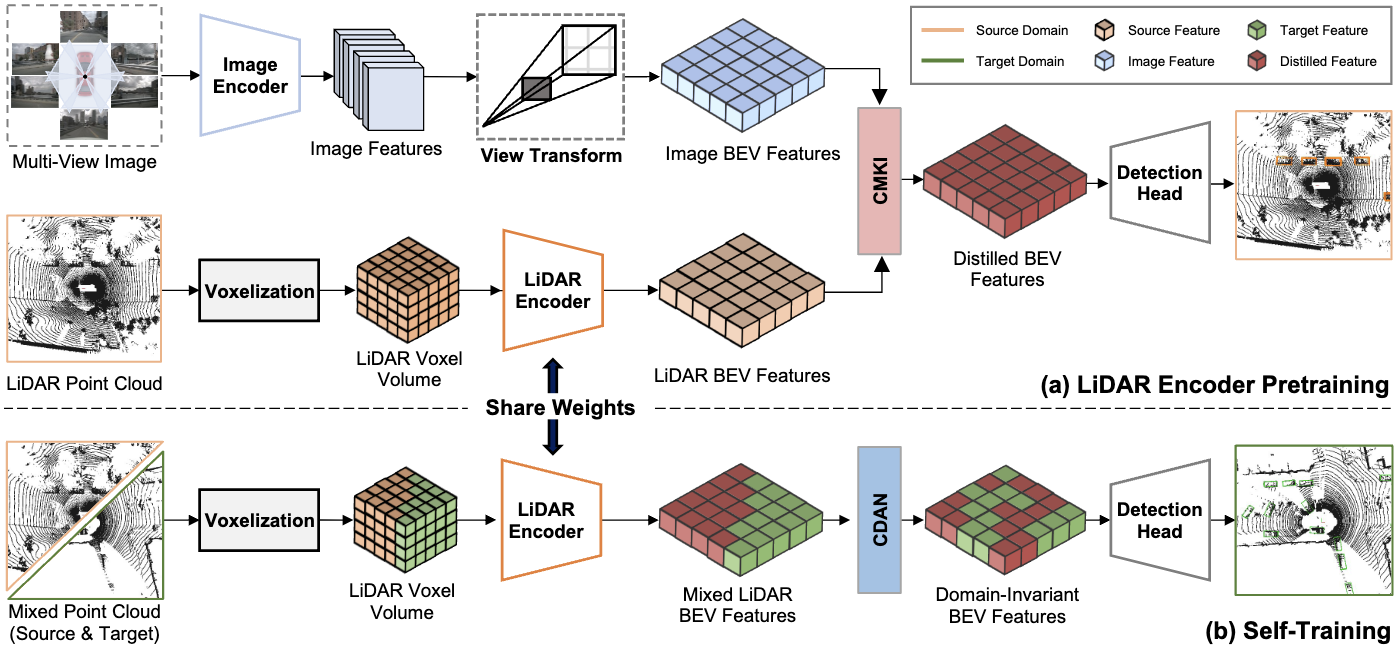 Image
Encoder
Multi-View Image
Image Features
View Transform
Image BEV Features
Source Domain
Source Feature
Target Feature
Target Domain
Image Feature
Distilled Feature
CMKI
Distilled BEV
Features
Detection
Head
LiDAR Point Cloud
Voxelization
LiDAR Voxel
Volume
LiDAR
Encoder
LiDAR BEV Features
(a) LiDAR Encoder Pretraining
Share Weights
Mixed Point Cloud
(Source & Target)
Voxelization
LiDAR Voxel
Volume
LiDAR
Encoder
Mixed LiDAR
BEV Features
CDAN
Domain-Invariant
BEV Features
Detection
Head
(b) Self-Training